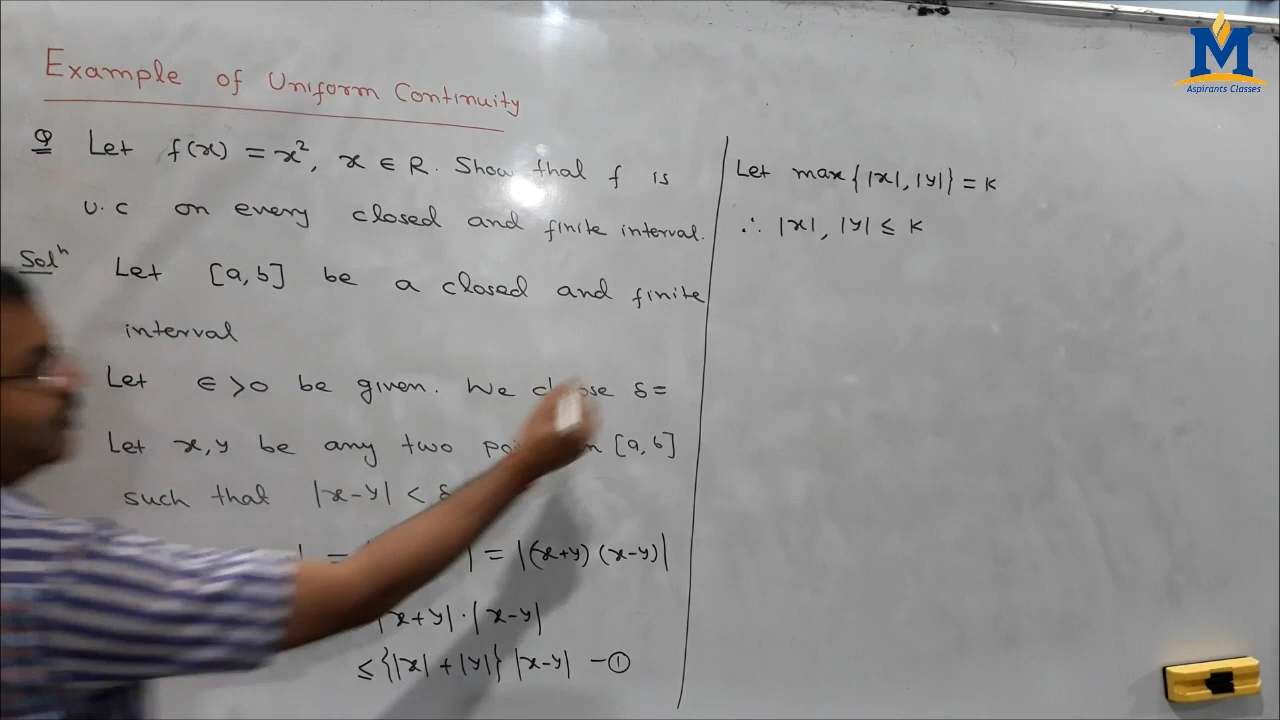 Example of Uniform Continuity
Q Let f(x) = x², x ∈ R. Show that f is
U.C on every closed and finite interval.
Solⁿ Let [a, b] be a closed and finite
interval
Let ∈ > 0 be given. We choose δ =
Let x, y be any two in [a, b]
such that |x-y| < δ
| = | = |(x+y) (x-y)|
|x+y| · |x-y|
≤ {|x| + |y|} |x-y| - ①
Let max{|x|, |y|} = K
∴ |x|, |y| ≤ K
M
Aspirants Classes